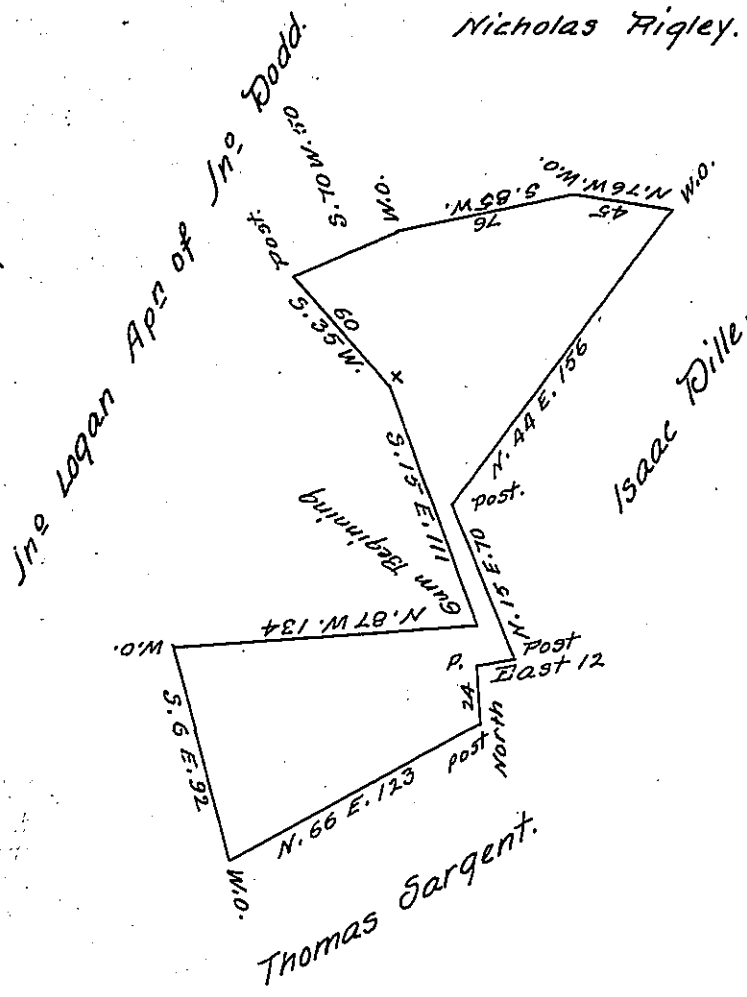 Nicholas Rigley.
Jnº Logan Apn of Jnº Dodd.
S. 70 W. 50
W.O.
S. 85 W.
76
W.O.
N. 76 W.
45
W.O.
Post.
S. 35 W.
60
x
N. 44 E. 156
Isaac Dille.
post.
S. 15 E. 111
Gum Beginning
N. 15 E. 70
Post
East 12
P.
24
North
post
N. 87 W. 134
W.O.
S. 6 E. 92
N. 66 E. 123
W.O.
Thomas Sargent.